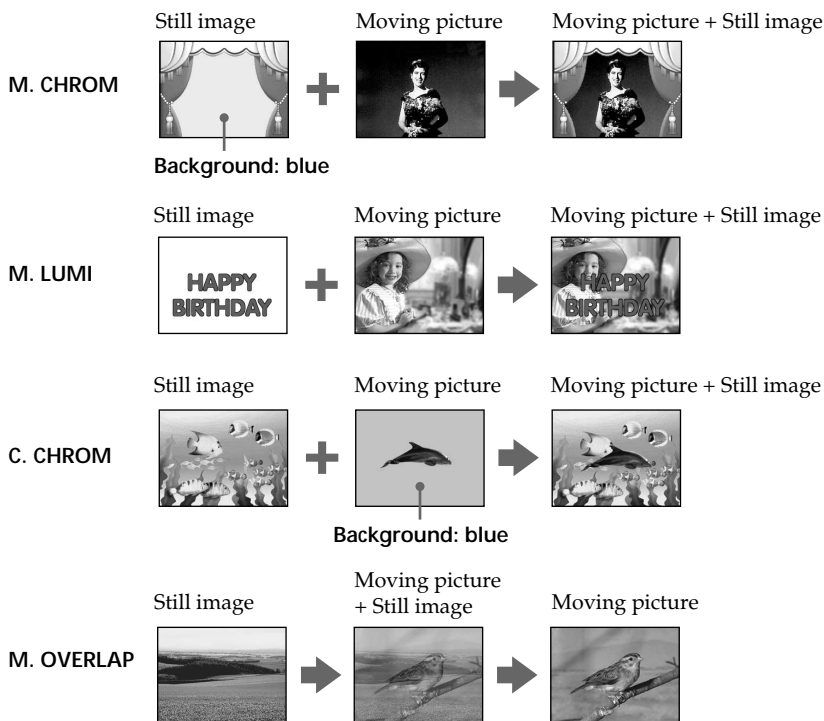 Still image
Moving picture
Moving picture + Still image
M. CHROM
Background: blue
Still image
Moving picture
Moving picture + Still image
M. LUMI
HAPPY
BIRTHDAY
HAPPY
BIRTHDAY
Still image
Moving picture
Moving picture + Still image
C. CHROM
Background: blue
Still image
Moving picture
+ Still image
Moving picture
M. OVERLAP